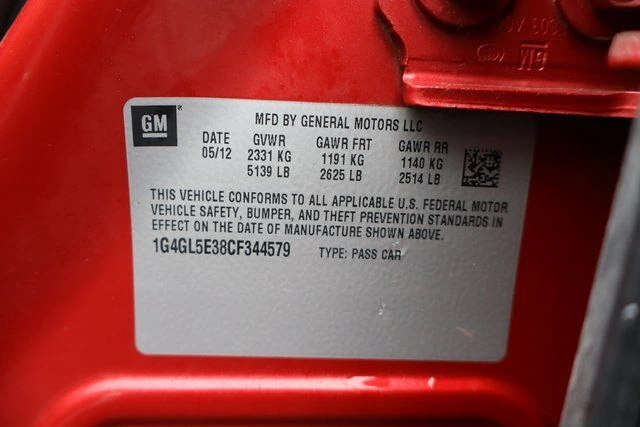 GM
MFD BY GENERAL MOTORS LLC
DATE GVWR GAWR FRT GAWR RR
05/12 2331 KG 1191 KG 1140 KG
5139 LB 2625 LB 2514 LB
THIS VEHICLE CONFORMS TO ALL APPLICABLE U.S. FEDERAL MOTOR
VEHICLE SAFETY, BUMPER, AND THEFT PREVENTION STANDARDS IN
EFFECT ON THE DATE OF MANUFACTURE SHOWN ABOVE.
1G4GL5E38CF344579 TYPE: PASS CAR
GM